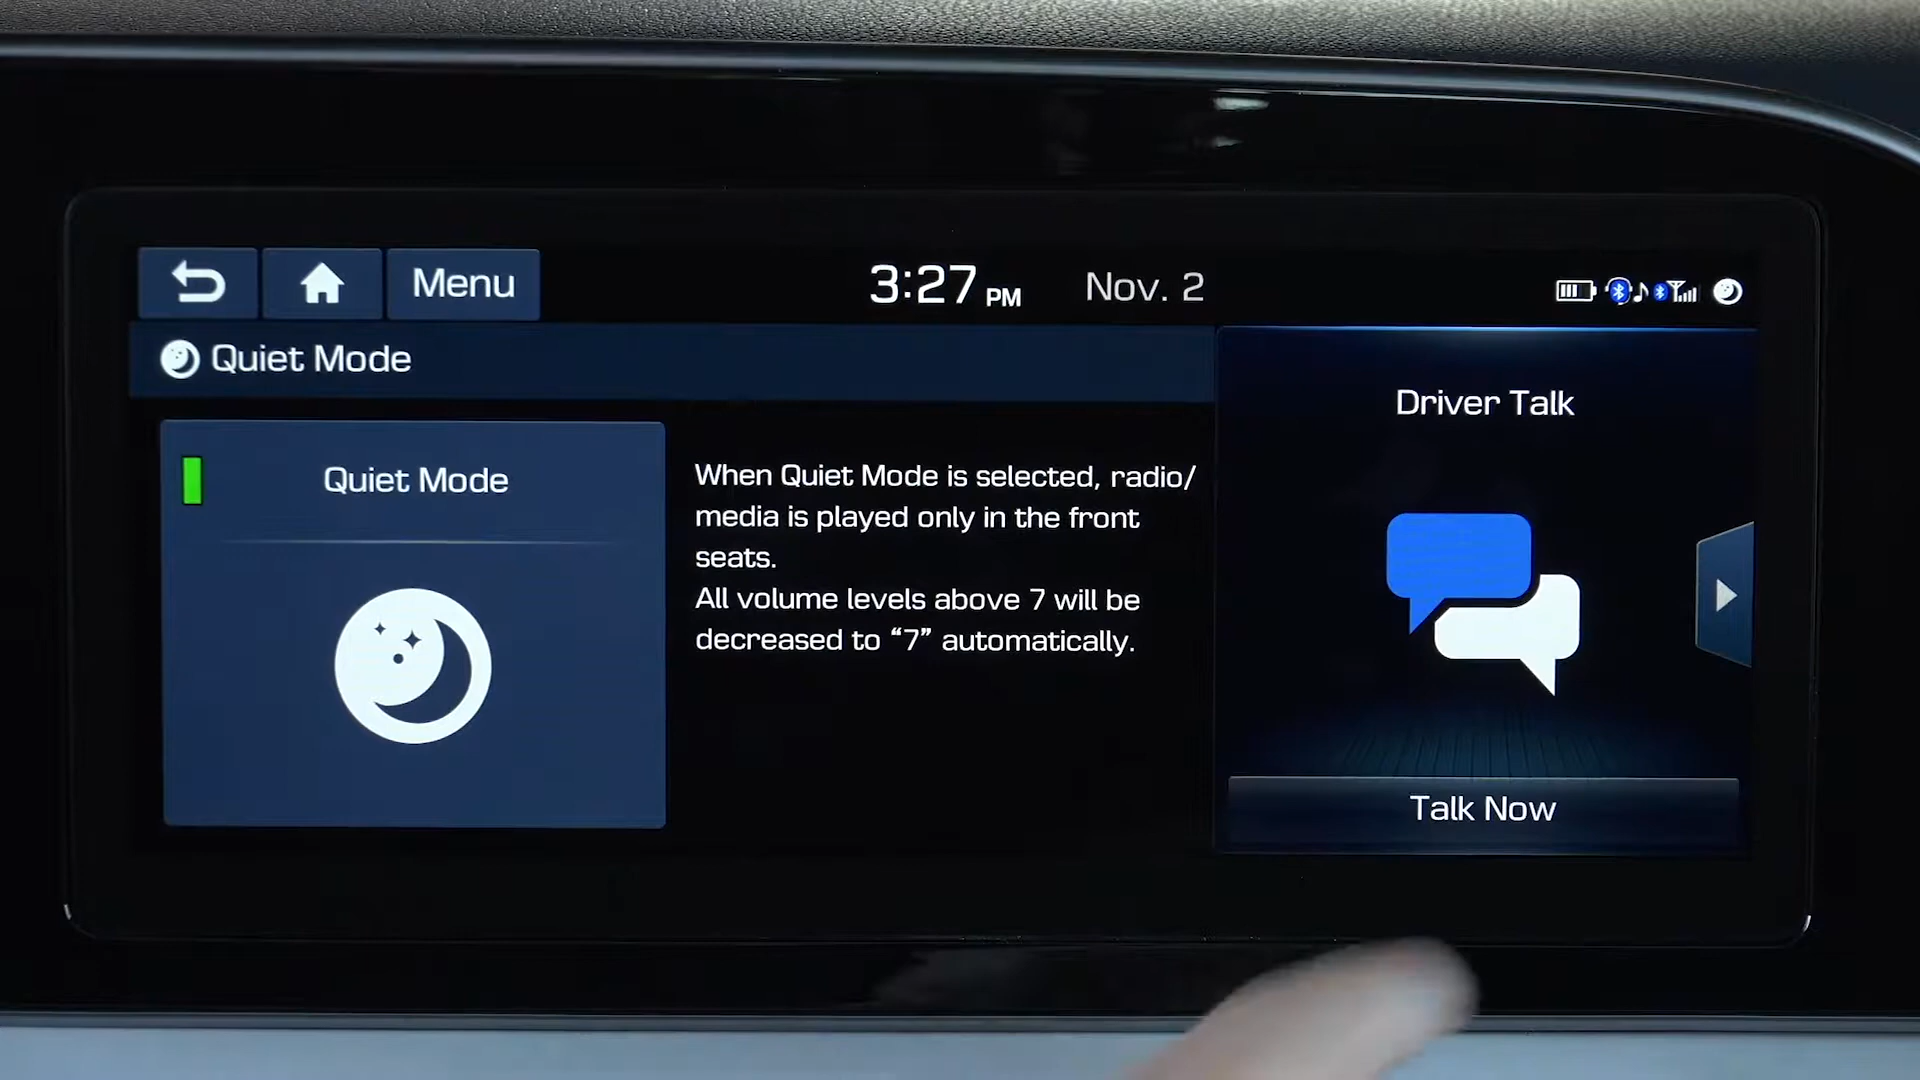 Menu
3:27 PM
Nov. 2
Quiet Mode
Quiet Mode
When Quiet Mode is selected, radio/
media is played only in the front
seats.
All volume levels above 7 will be
decreased to “7” automatically.
Driver Talk
Talk Now